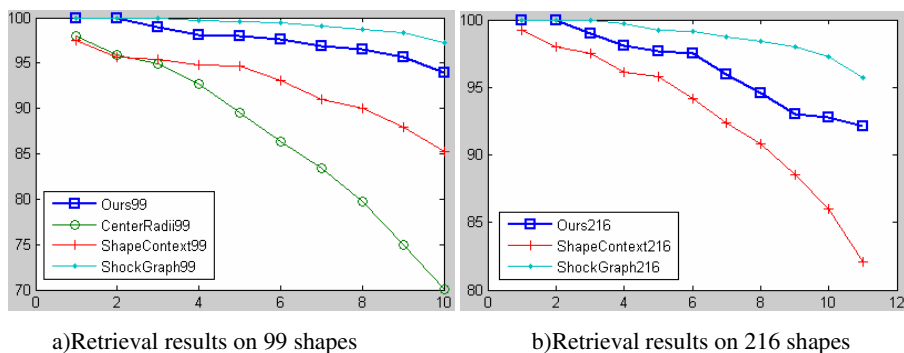 100
95
90
85
80
75
70
0 2 4 6 8 10
Ours99
CenterRadii99
ShapeContext99
ShockGraph99
a)Retrieval results on 99 shapes
100
95
90
85
80
0 2 4 6 8 10 12
Ours216
ShapeContext216
ShockGraph216
b)Retrieval results on 216 shapes